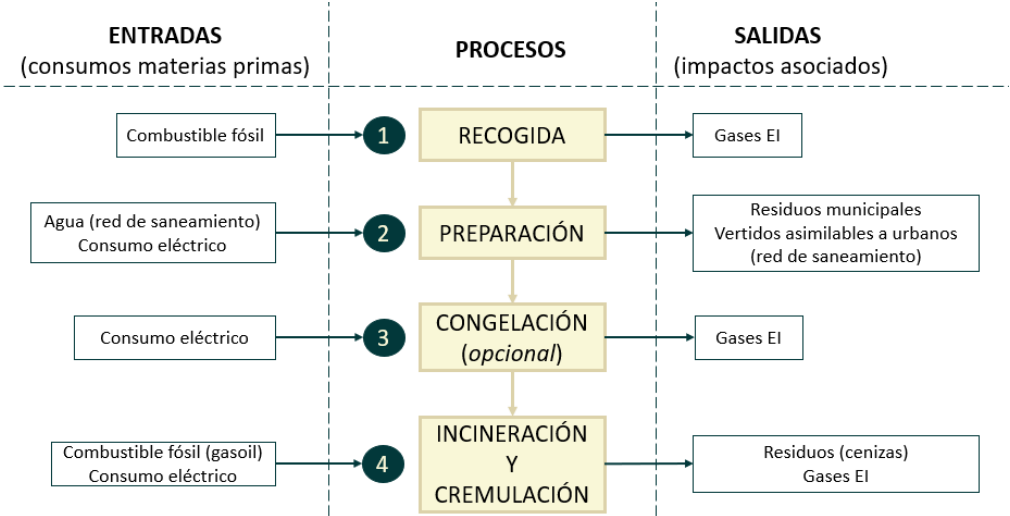 ENTRADAS
(consumos materias primas)
PROCESOS
SALIDAS
(impactos asociados)
Combustible fósil
1
RECOGIDA
Gases EI
Agua (red de saneamiento)
Consumo eléctrico
2
PREPARACIÓN
Residuos municipales
Vertidos asimilables a urbanos
(red de saneamiento)
Consumo eléctrico
3
CONGELACIÓN
(opcional)
Gases EI
Combustible fósil (gasoil)
Consumo eléctrico
4
INCINERACIÓN
Y
CREMULACIÓN
Residuos (cenizas)
Gases EI